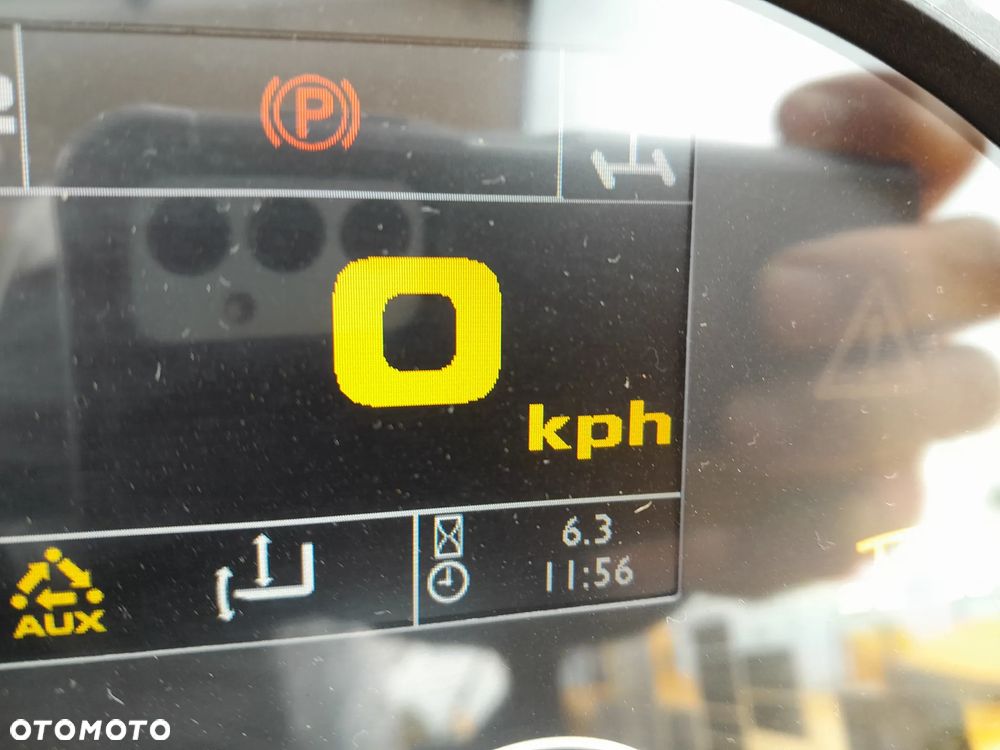 P
0
kph
6.3
11:56
AUX
OTOMOTO